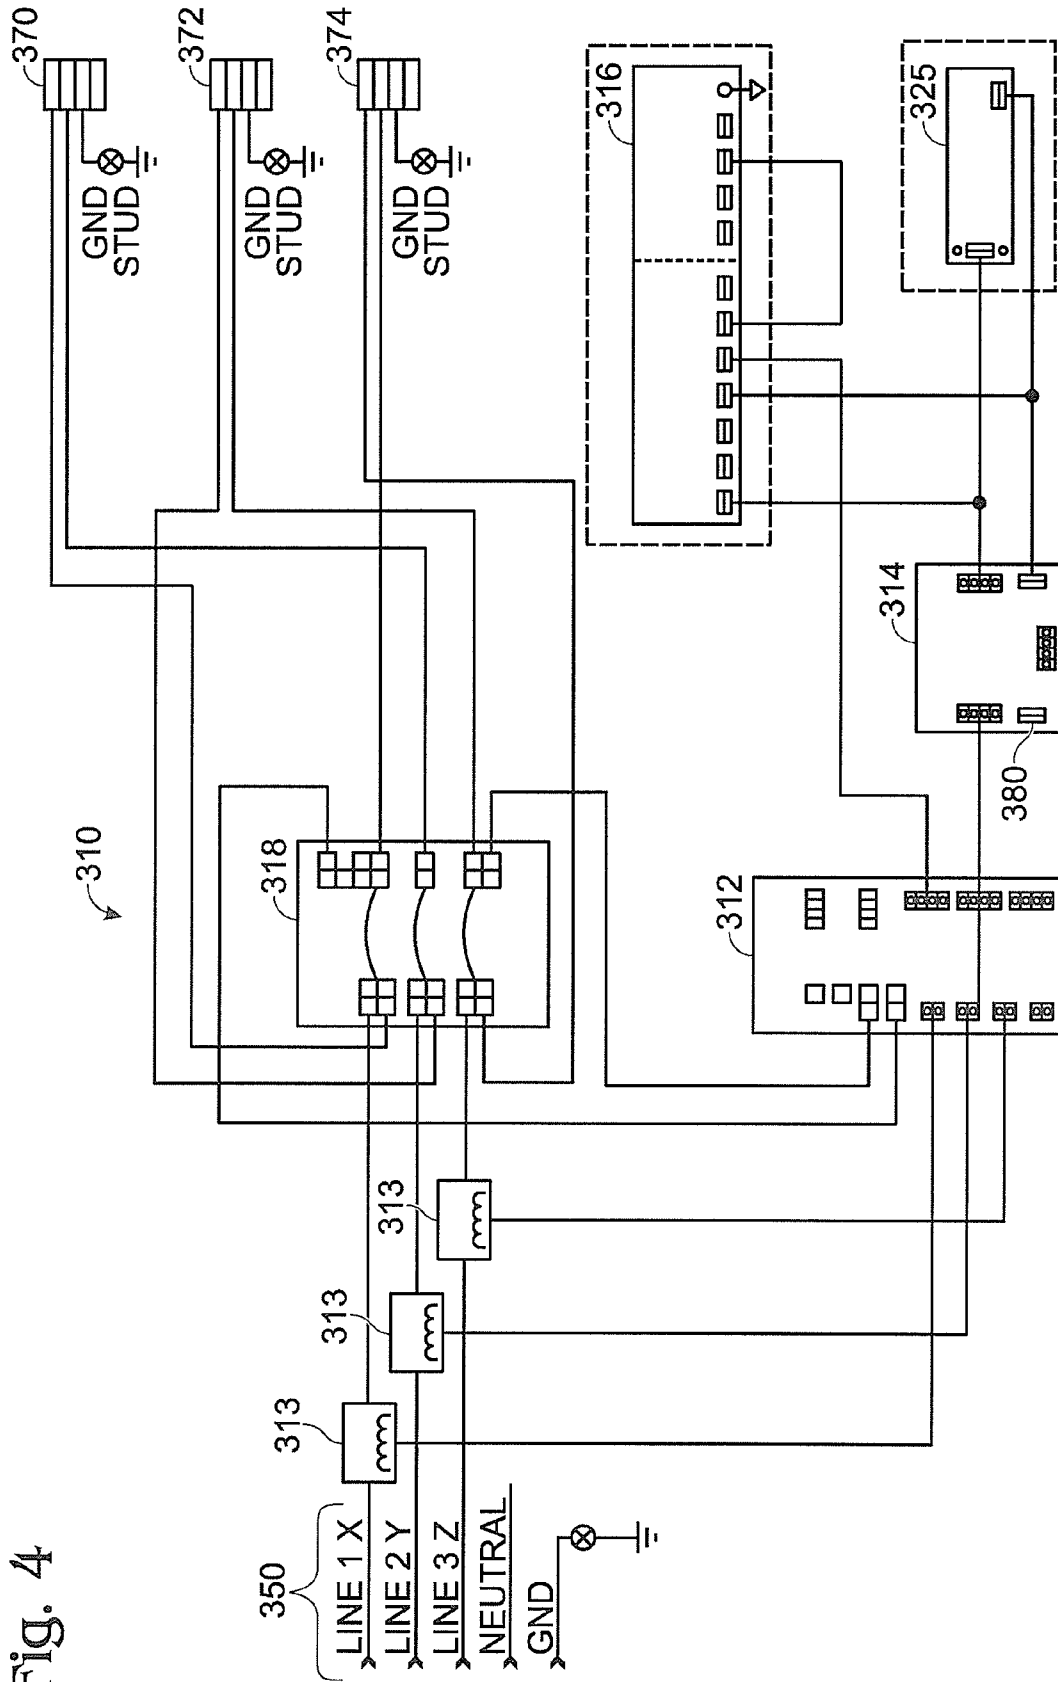 Fig. 4
310
350
LINE 1 X
LINE 2 Y
LINE 3 Z
NEUTRAL
GND
313
313
313
318
312
380
314
370
GND
STUD
372
GND
STUD
374
GND
STUD
316
325